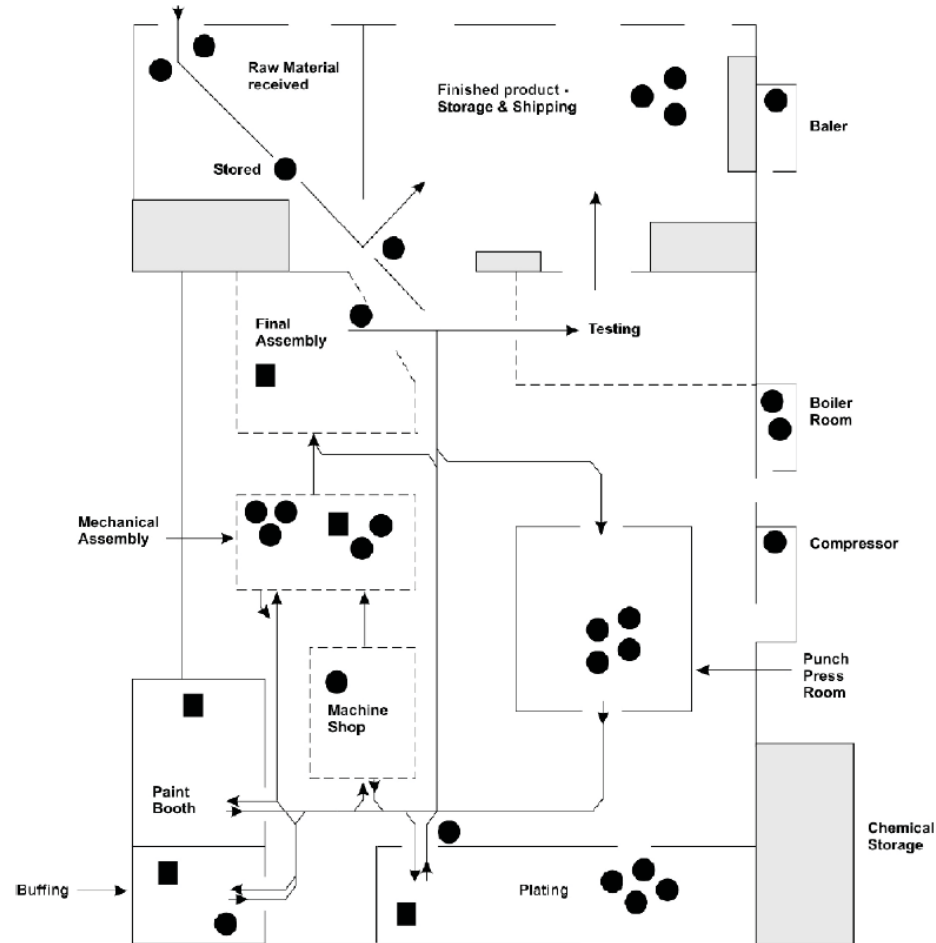 Raw Material
received
Finished product -
Storage & Shipping
Baler
Stored
Final
Assembly
Testing
Boiler
Room
Mechanical
Assembly
Compressor
Punch
Press
Room
Machine
Shop
Paint
Booth
Chemical
Storage
Buffing
Plating